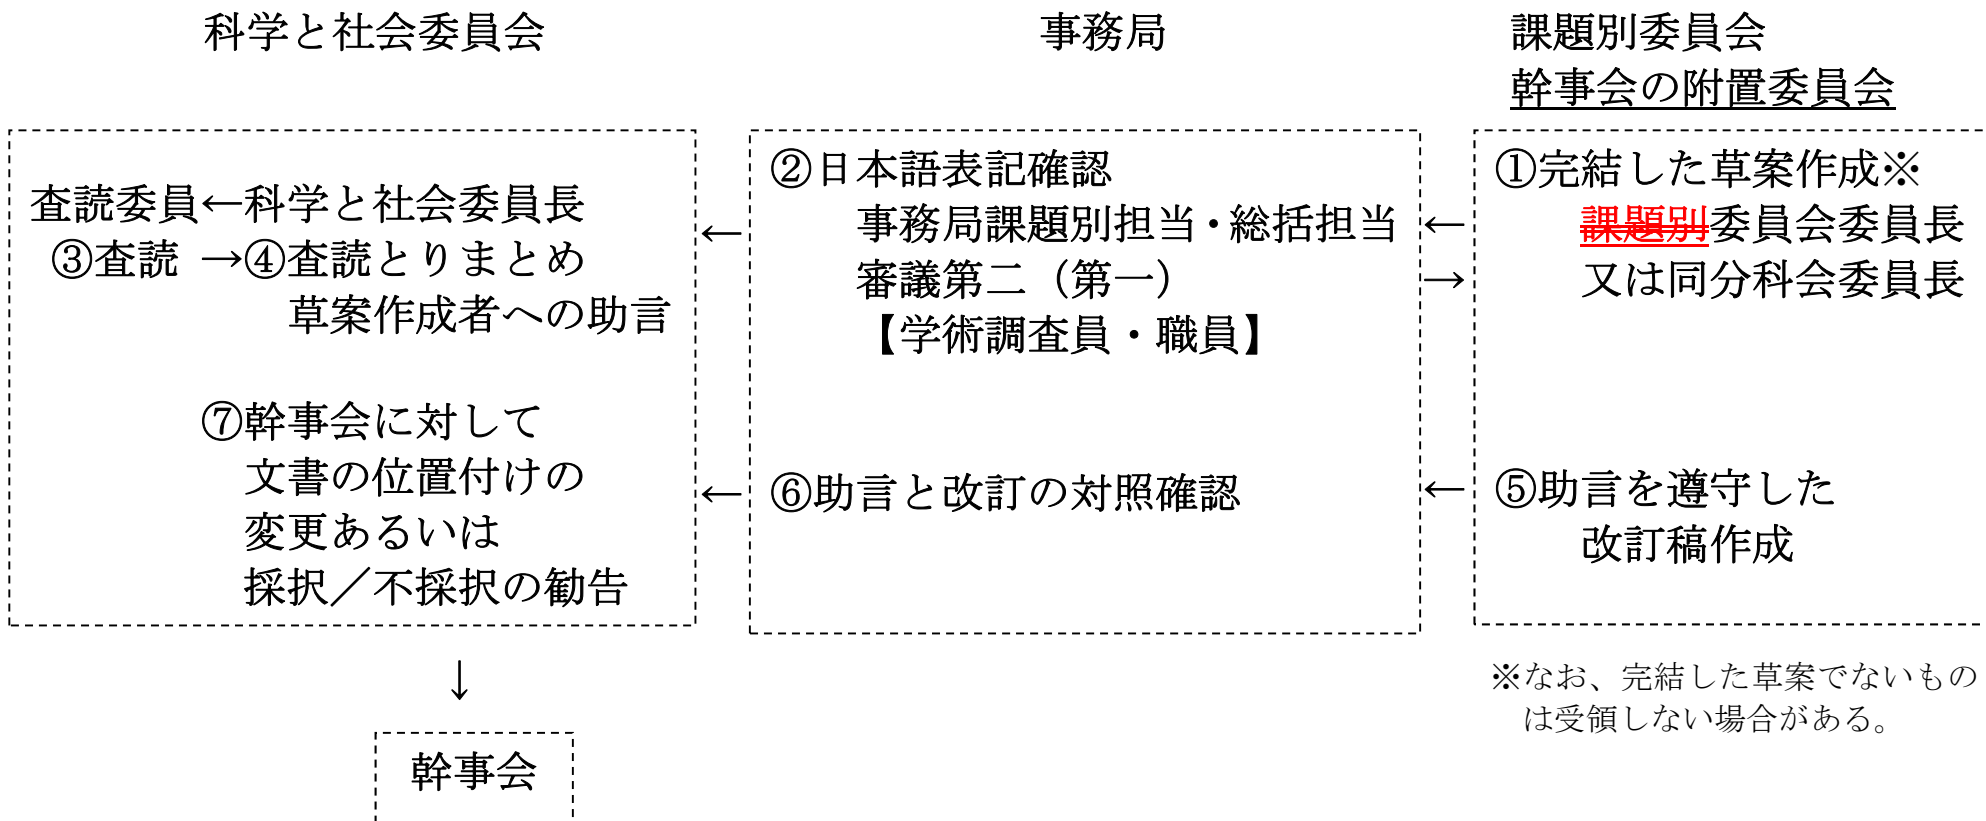 科学と社会委員会
事務局
課題別委員会
幹事会の附置委員会
査読委員←科学と社会委員長
③査読 →④査読とりまとめ
草案作成者への助言
⑦幹事会に対して
文書の位置付けの
変更あるいは
採択／不採択の勧告
←
←
②日本語表記確認
事務局課題別担当・総括担当
審議第二（第一）
【学術調査員・職員】
⑥助言と改訂の対照確認
←
→
←
①完結した草案作成※
課題別委員会委員長
又は同分科会委員長
⑤助言を遵守した
改訂稿作成
※なお、完結した草案でないもの
は受領しない場合がある。
↓
幹事会